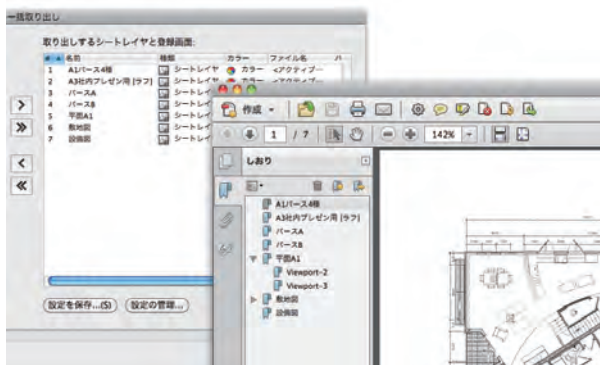 一括取り出し
取り出しするシートレイヤと登録画面:
# 名前 種類 カラー ファイル名 パ
1 A1パース4種 シートレイヤ カラー <アクティブ…
2 A3社内プレゼン用 [ラフ] シートレイヤ カラー <アクティブ…
3 パースA シートレイ
4 パースB シートレイ
5 平面A1 シートレイ
6 敷地図 シートレイ
7 設備図 シートレイ
設定を保存...(S) 設定の管理...
作成
1 / 7 142%
しおり
A1パース4種
A3社内プレゼン用 [ラフ]
パースA
パースB
平面A1
Viewport-2
Viewport-3
敷地図
設備図